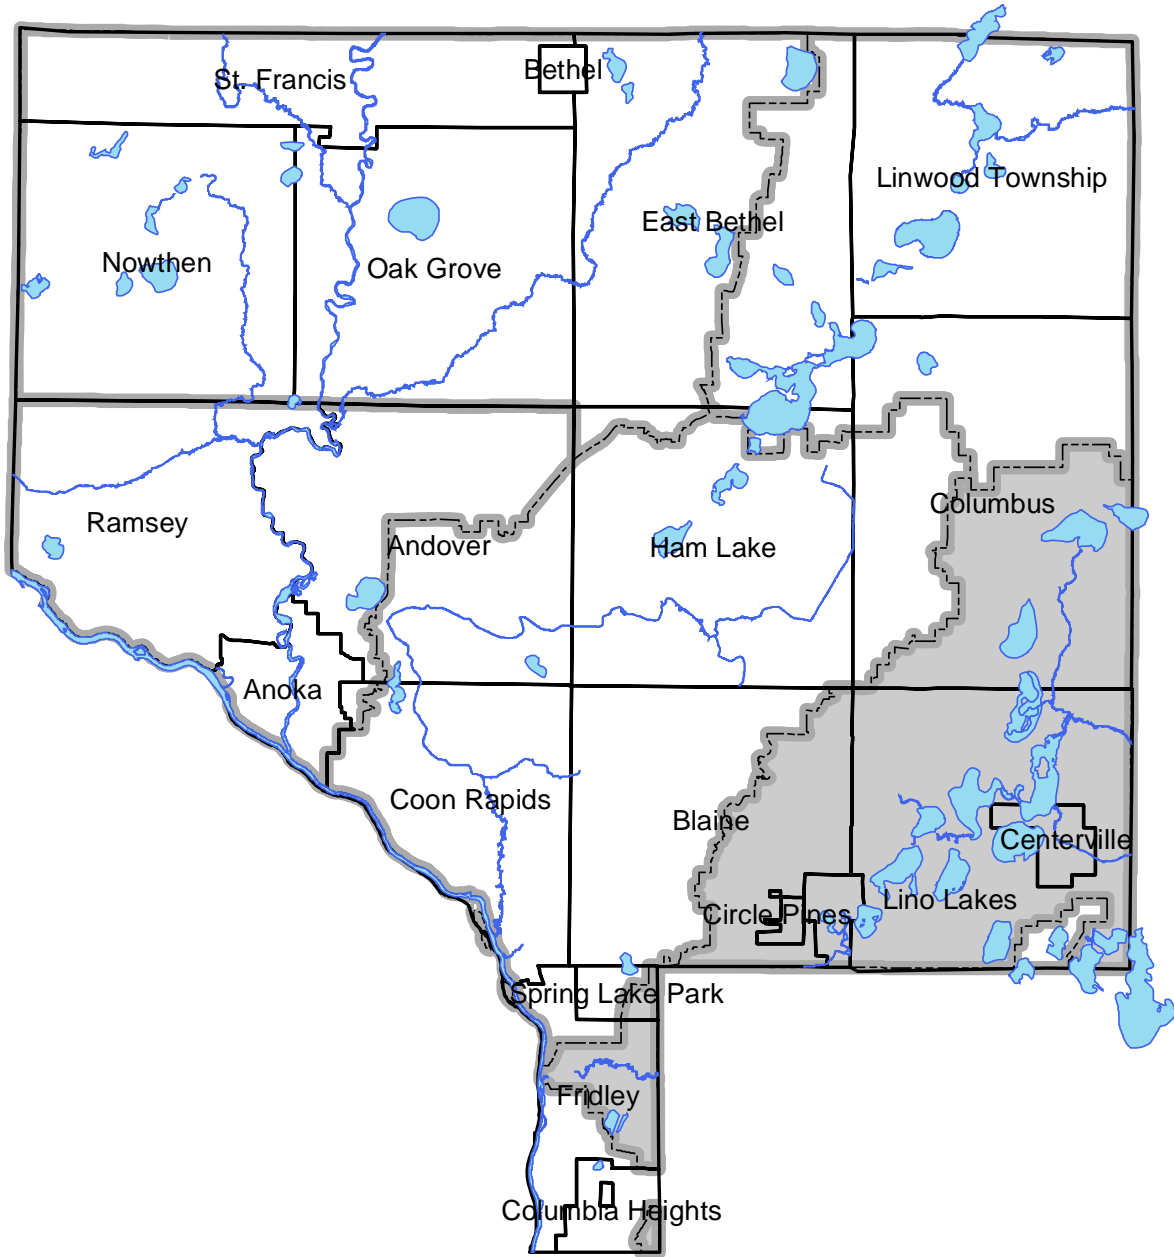 Bethel
St. Francis
Linwood Township
East Bethel
Nowthen
Oak Grove
Columbus
Ramsey
Andover
Ham Lake
Anoka
Coon Rapids
Blaine
Centerville
Lino Lakes
Circle Pines
Spring Lake Park
Fridley
Columbia Heights